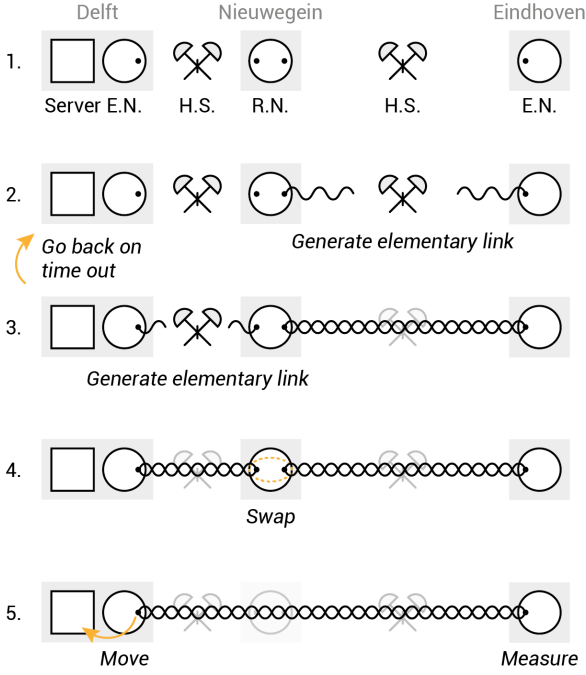 Delft Nieuwegein Eindhoven
1.
Server E.N. H.S. R.N. H.S. E.N.
2.
Go back on
time out
Generate elementary link
3.
Generate elementary link
4.
Swap
5.
Move Measure